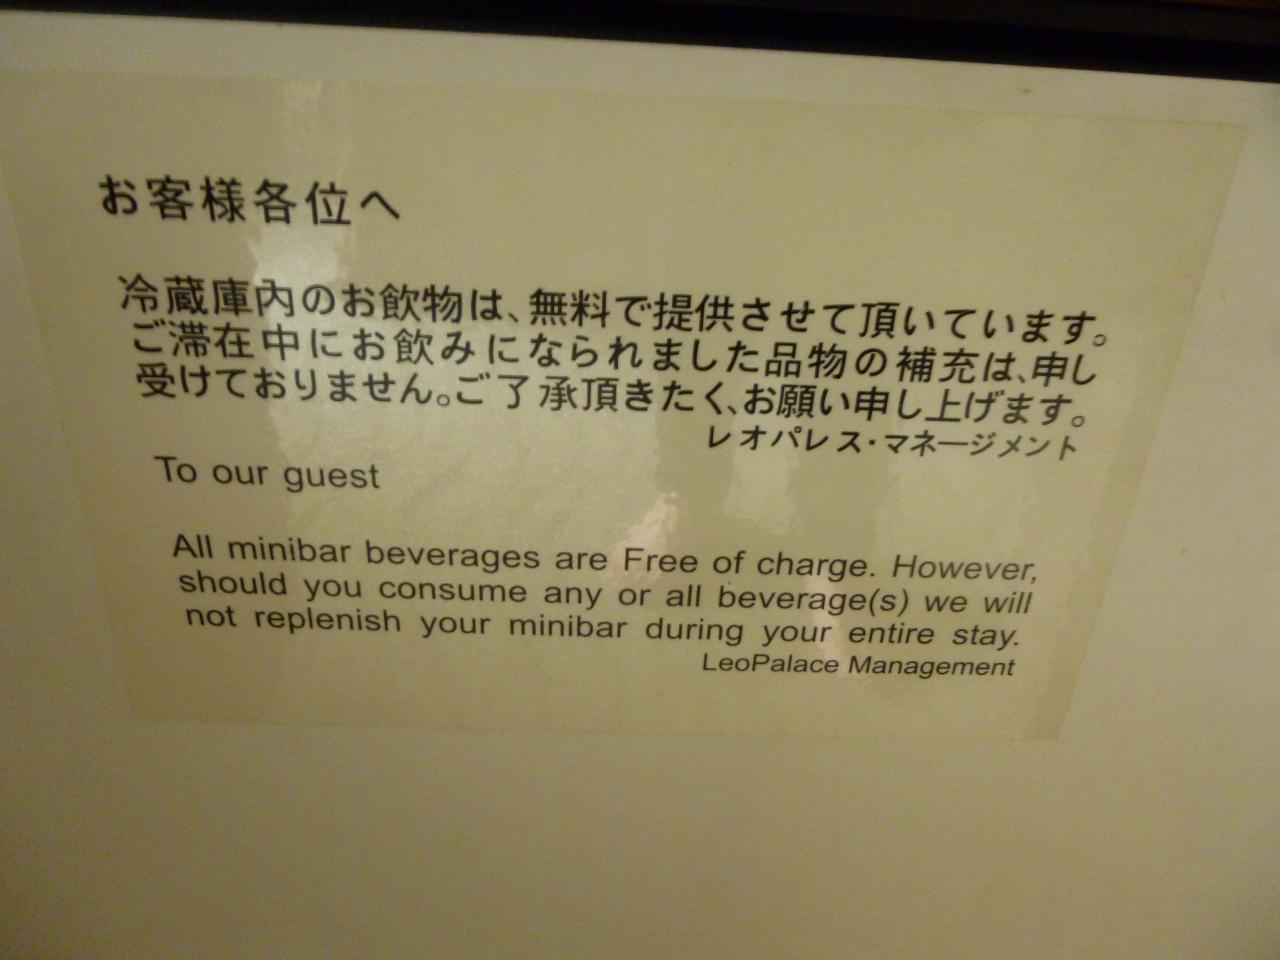 お客様各位へ
冷蔵庫内のお飲物は、無料で提供させて頂いています。
ご滞在中にお飲みになられました品物の補充は、申し
受けておりません。ご了承頂きたく、お願い申し上げます。
レオパレス・マネージメント
To our guest
All minibar beverages are Free of charge. However,
should you consume any or all beverage(s) we will
not replenish your minibar during your entire stay.
LeoPalace Management